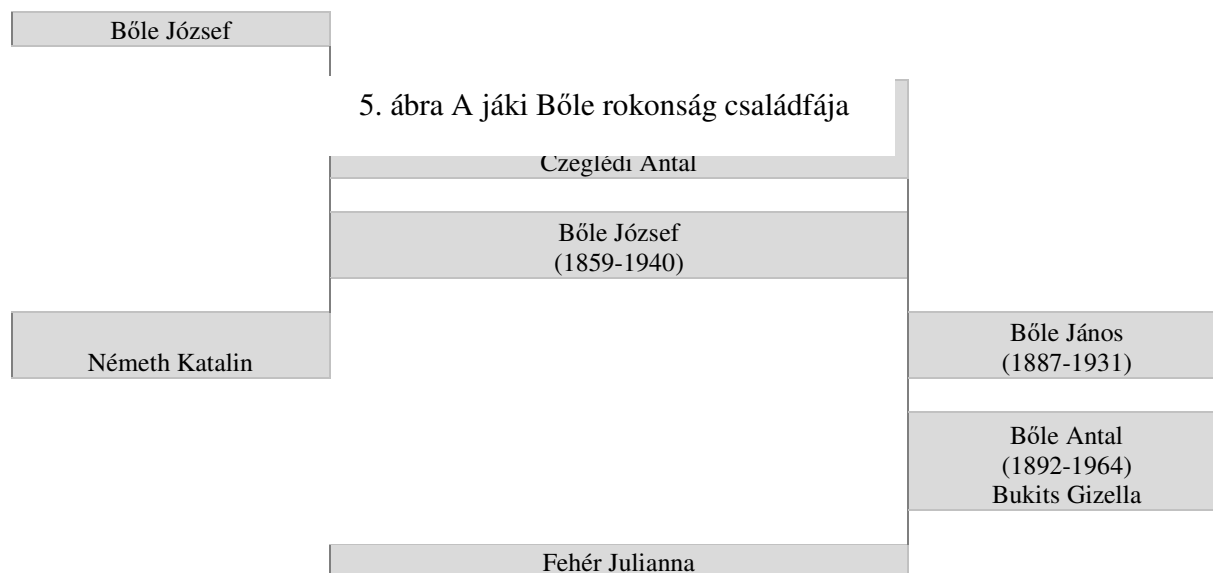 Bőle József
5. ábra A jáki Bőle rokonság családfája
Czeglédi Antal
Bőle József
(1859-1940)
Németh Katalin
Bőle János
(1887-1931)
Bőle Antal
(1892-1964)
Bukits Gizella
Fehér Julianna